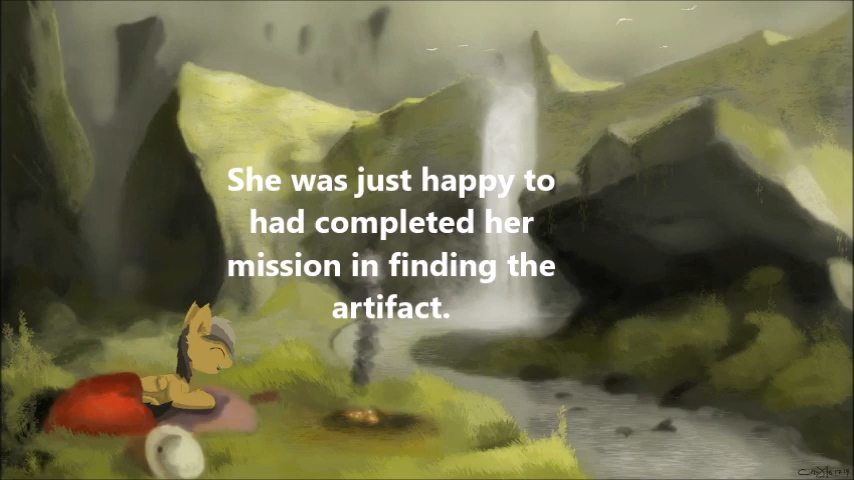 She was just happy to
had completed her
mission in finding the
artifact.